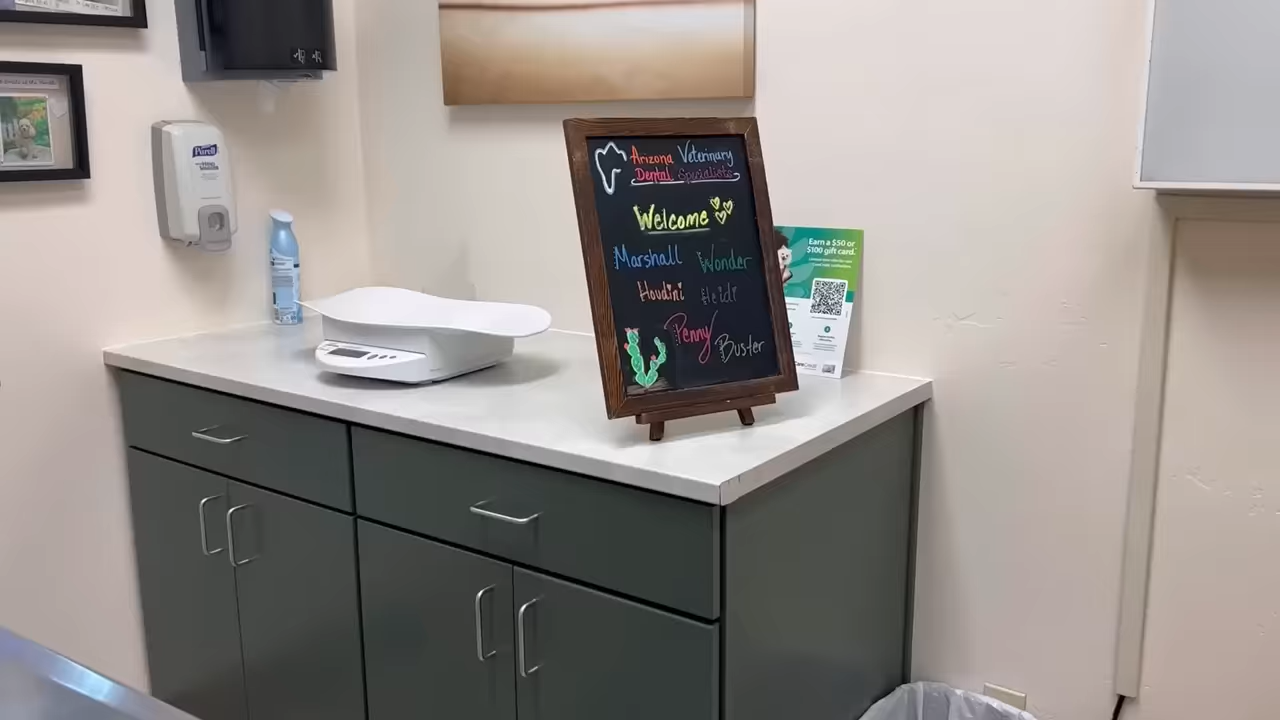 Purell
Arizona Veterinary
Dental Specialists
Welcome
Marshall Wonder
Houdini Heidi
Penny
Buster
Earn a $50 or
$100 gift card.